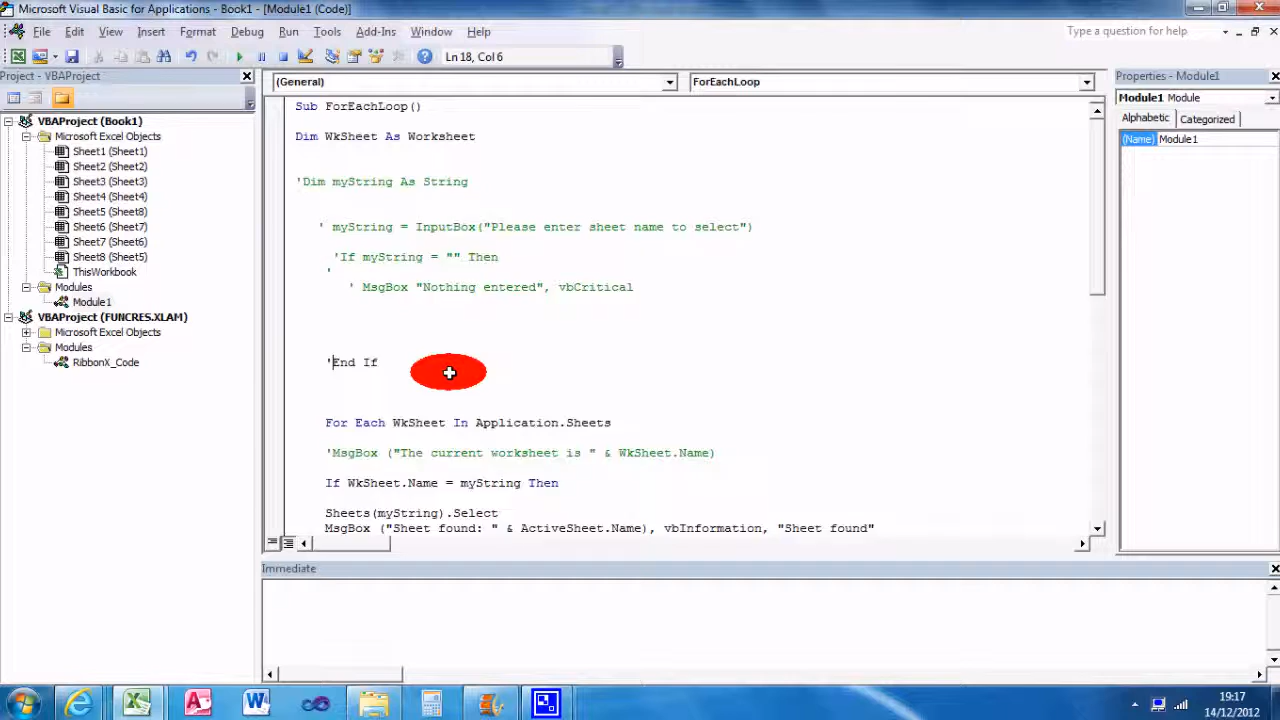 Microsoft Visual Basic for Applications - Book1 - [Module1 (Code)]
File Edit View Insert Format Debug Run Tools Add-Ins Window Help
Type a question for help
Ln 18, Col 6
Project - VBAProject
VBAProject (Book1)
Microsoft Excel Objects
Sheet1 (Sheet1)
Sheet2 (Sheet2)
Sheet3 (Sheet3)
Sheet4 (Sheet4)
Sheet5 (Sheet8)
Sheet6 (Sheet7)
Sheet7 (Sheet6)
Sheet8 (Sheet5)
ThisWorkbook
Modules
Module1
VBAProject (FUNCRES.XLAM)
Microsoft Excel Objects
Modules
RibbonX_Code
(General)
ForEachLoop
Sub ForEachLoop()
Dim WkSheet As Worksheet
'Dim myString As String
' myString = InputBox("Please enter sheet name to select")
'If myString = "" Then
'
' MsgBox "Nothing entered", vbCritical
'End If
For Each WkSheet In Application.Sheets
'MsgBox ("The current worksheet is " & WkSheet.Name)
If WkSheet.Name = myString Then
Sheets(myString).Select
MsgBox ("Sheet found: " & ActiveSheet.Name), vbInformation, "Sheet found"
Immediate
Properties - Module1
Module1 Module
Alphabetic Categorized
(Name) Module1
19:17
14/12/2012